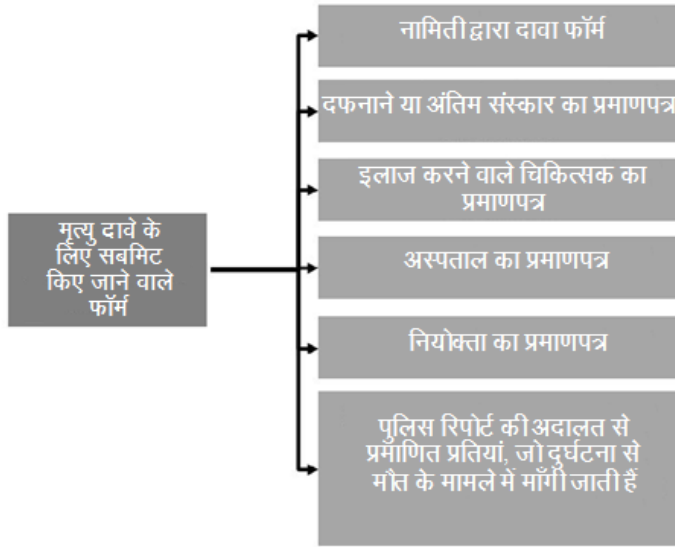 नामिती द्वारा दावा फॉर्म
दफनाने या अंतिम संस्कार का प्रमाणपत्र
इलाज करने वाले चिकित्सक का
प्रमाणपत्र
मृत्यु दावे के
लिए सबमिट
किए जाने वाले
फॉर्म
अस्पताल का प्रमाणपत्र
नियोक्ता का प्रमाणपत्र
पुलिस रिपोर्ट की अदालत से
प्रमाणित प्रतियां, जो दुर्घटना से
मौत के मामले में माँगी जाती हैं